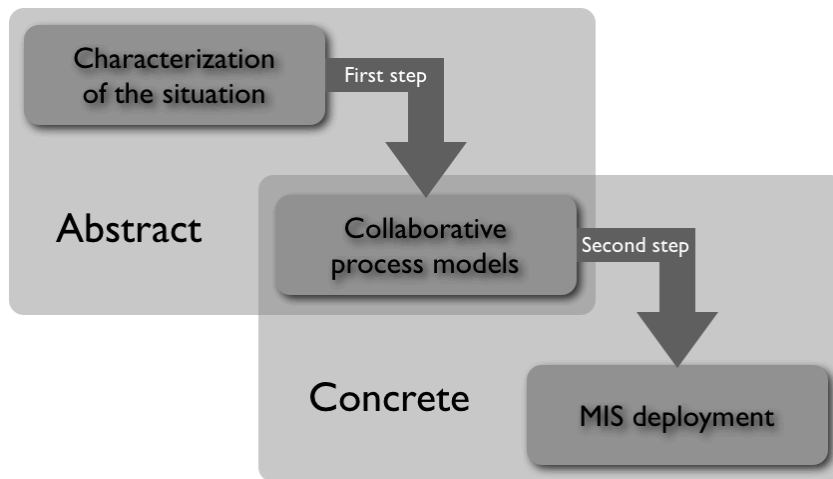 Characterization
of the situation
First step
Abstract
Collaborative
process models
Second step
Concrete
MIS deployment